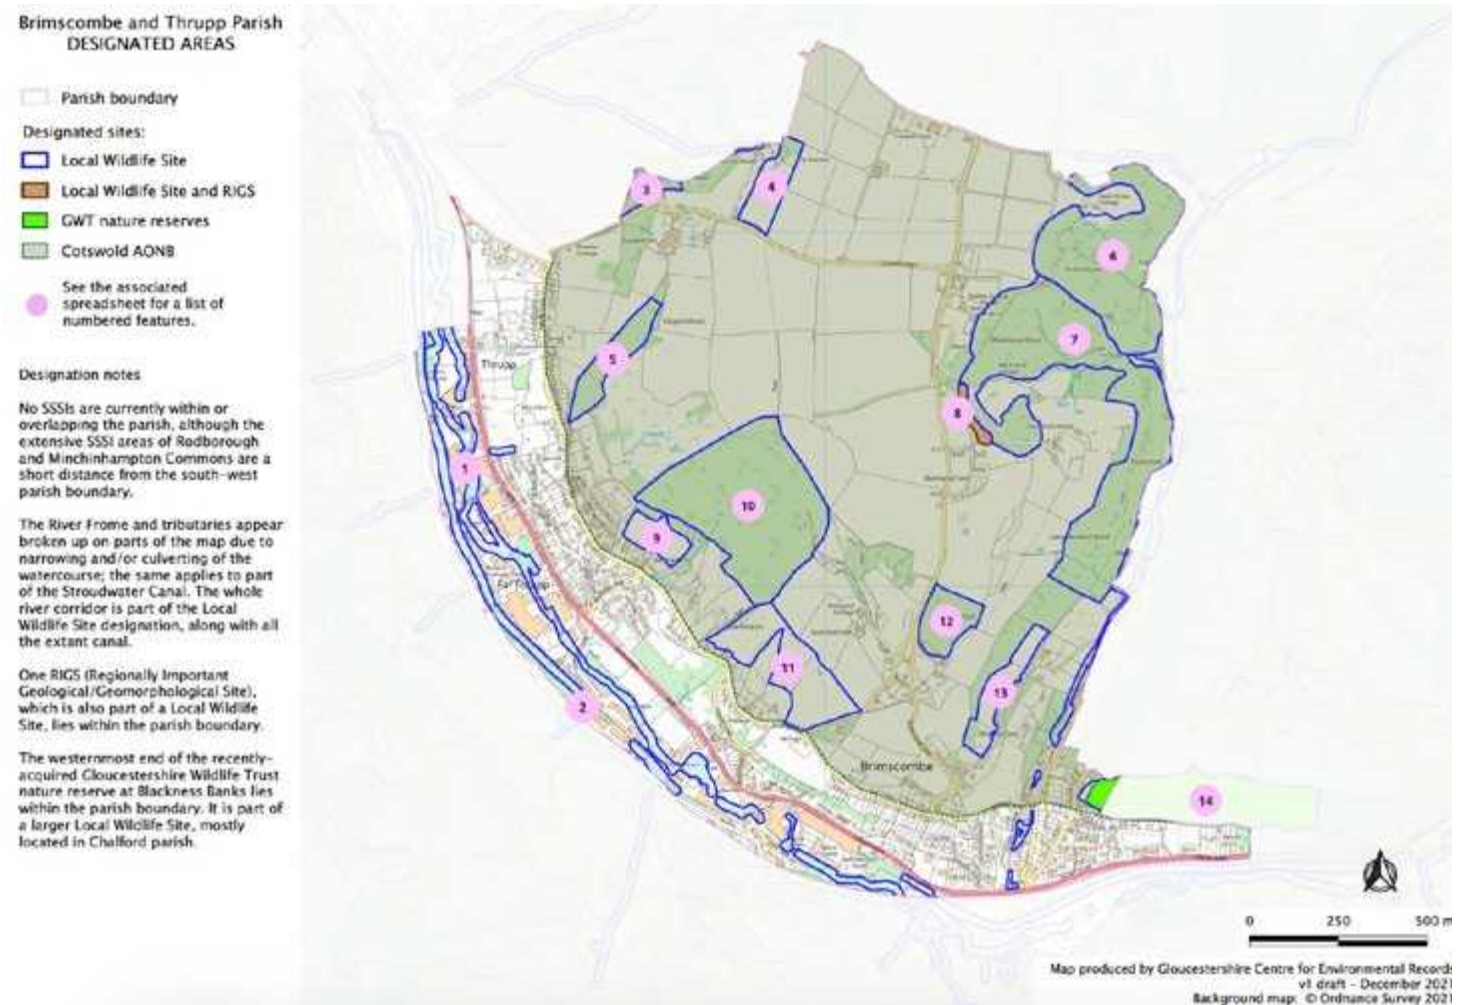 Brimscombe and Thrupp Parish
DESIGNATED AREAS
Parish boundary
Designated sites:
Local Wildlife Site
Local Wildlife Site and RIGS
GWT nature reserves
Cotswold AONB
See the associated
spreadsheet for a list of
numbered features.
Designation notes
No SSSIs are currently within or
overlapping the parish, although the
extensive SSSI areas of Rodborough
and Minchinhampton Commons are a
short distance from the south-west
parish boundary.
The River Frome and tributaries appear
broken up on parts of the map due to
narrowing and/or culverting of the
watercourse; the same applies to part
of the Stroudwater Canal. The whole
river corridor is part of the Local
Wildlife Site designation, along with all
the extant canal.
One RIGS (Regionally Important
Geological/Geomorphological Site),
which is also part of a Local Wildlife
Site, lies within the parish boundary.
The westernmost end of the recently-
acquired Gloucestershire Wildlife Trust
nature reserve at Blackness Banks lies
within the parish boundary. It is part of
a larger Local Wildlife Site, mostly
located in Chalford parish.
3
4
6
7
Thrupp
5
8
1
10
9
Far Thrupp
12
11
13
2
Brimscombe
14
0 250 500 m
Map produced by Gloucestershire Centre for Environmental Records
v1 draft - December 2021
Background map: © Ordnance Survey 2021